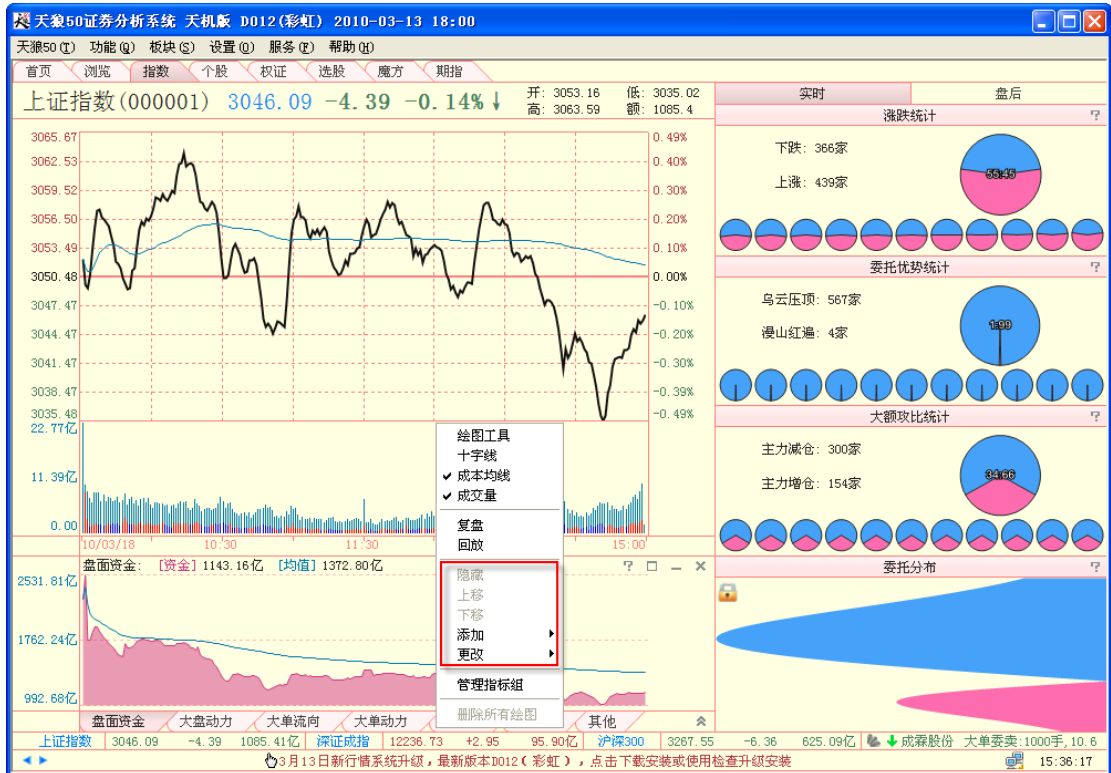 天狼50证券分析系统 天机版 D012(彩虹) 2010-03-13 18:00
天狼50(T) 功能(Q) 板块(S) 设置(O) 服务(F) 帮助(H)
首页 浏览 指数 个股 权证 选股 魔方 期指
上证指数(000001) 3046.09 -4.39 -0.14%↓
开: 3053.16 低: 3035.02
高: 3063.59 额: 1085.4
实时 盘后
涨跌统计 ?
下跌: 366家
上涨: 439家
55:45
委托优势统计 ?
乌云压顶: 567家
漫山红遍: 4家
1:99
大额攻比统计 ?
主力减仓: 300家
主力增仓: 154家
34:66
委托分布 ?
3065.67 0.49%
3062.53 0.40%
3059.52 0.30%
3056.50 0.20%
3053.49 0.10%
3050.48 0.00%
3047.47 -0.10%
3044.47 -0.20%
3041.47 -0.30%
3038.47 -0.39%
3035.48 -0.49%
22.77亿
11.39亿
0.00
10/03/18 10:30 11:30 15:00
绘图工具
十字线
成本均线
成交量
复盘
回放
隐藏
上移
下移
添加
更改
管理指标组
删除所有绘图
盘面资金: [资金] 1143.16亿 [均值] 1372.80亿 ?
2531.81亿
1762.24亿
992.68亿
盘面资金 大盘动力 大单流向 大单动力 其他
上证指数 3046.09 -4.39 1085.41亿 深证成指 12236.73 +2.95 95.90亿 沪深300 3267.55 -6.36 625.09亿 成霖股份 大单委卖:1000手,10.6
3月13日新行情系统升级，最新版本D012（彩虹），点击下载安装或使用检查升级安装 15:36:17